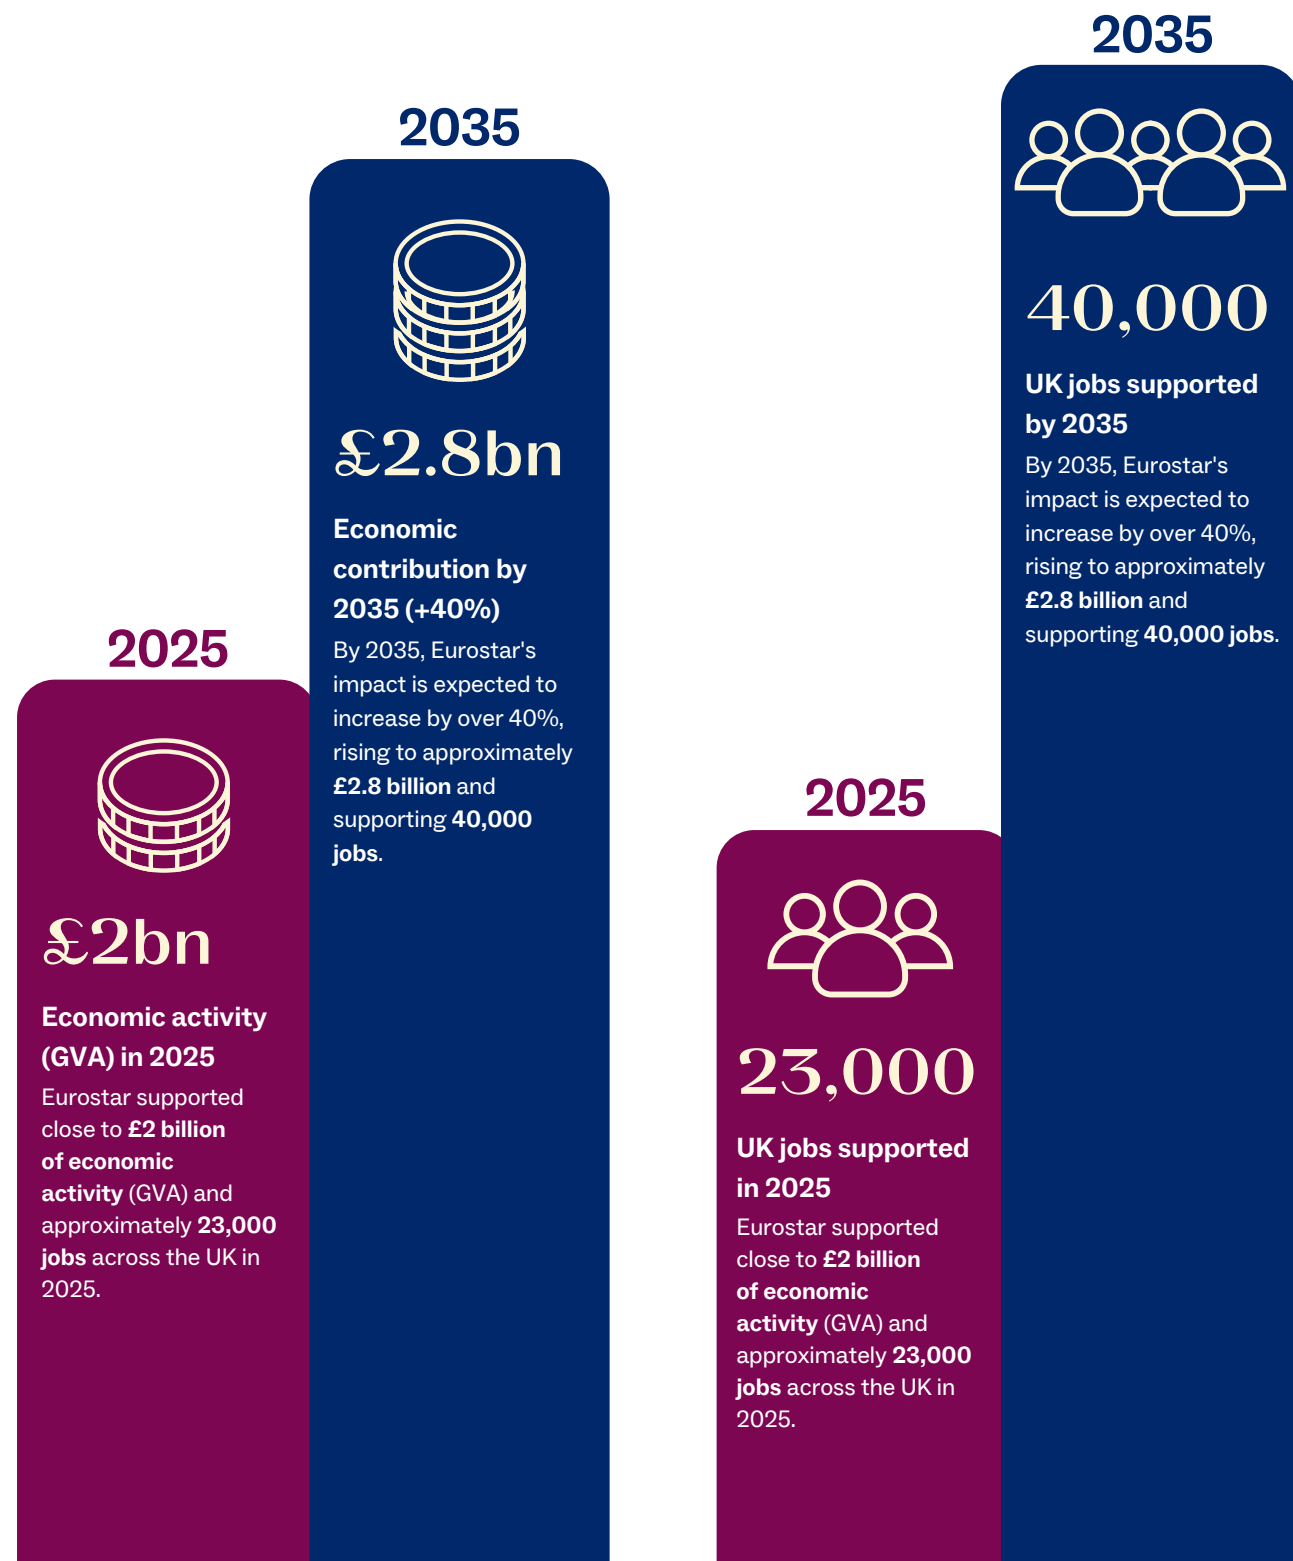 2025
£2bn
Economic activity
(GVA) in 2025
Eurostar supported
close to £2 billion
of economic
activity (GVA) and
approximately 23,000
jobs across the UK in
2025.
2035
£2.8bn
Economic
contribution by
2035 (+40%)
By 2035, Eurostar's
impact is expected to
increase by over 40%,
rising to approximately
£2.8 billion and
supporting 40,000
jobs.
2025
23,000
UK jobs supported
in 2025
Eurostar supported
close to £2 billion
of economic
activity (GVA) and
approximately 23,000
jobs across the UK in
2025.
2035
40,000
UK jobs supported
by 2035
By 2035, Eurostar's
impact is expected to
increase by over 40%,
rising to approximately
£2.8 billion and
supporting 40,000 jobs.